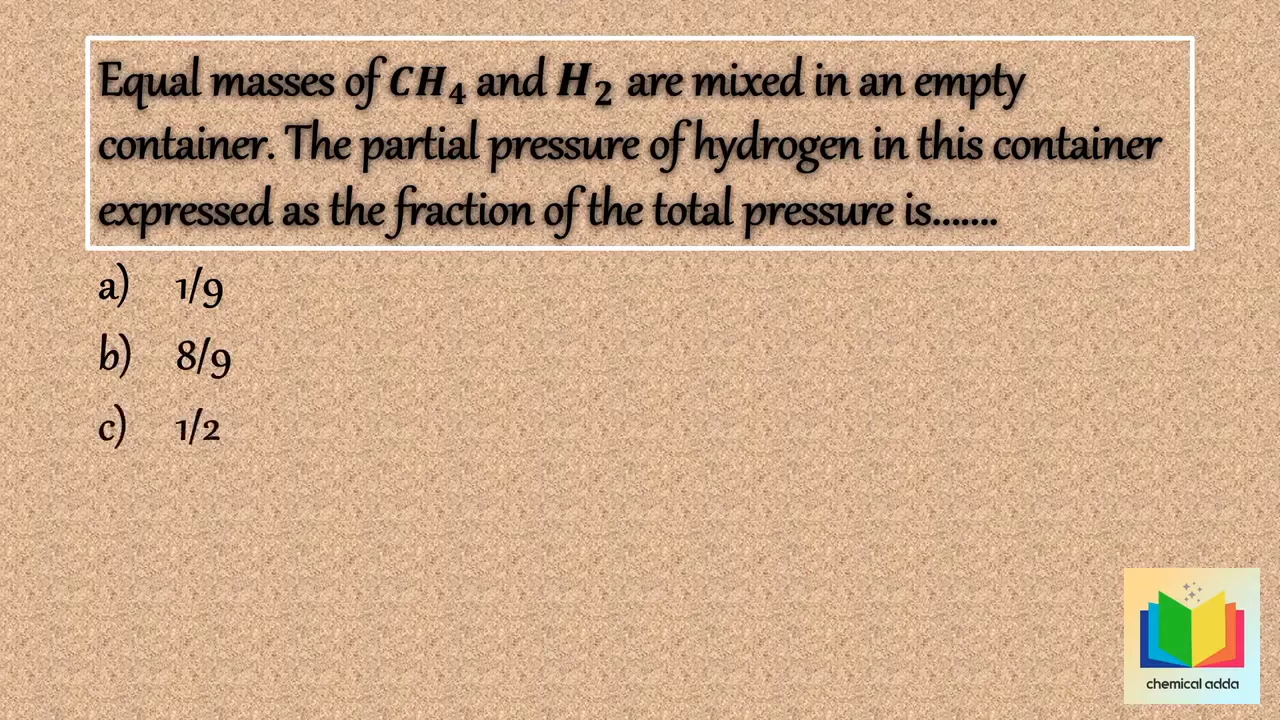 Equal masses of CH₄ and H₂ are mixed in an empty
container. The partial pressure of hydrogen in this container
expressed as the fraction of the total pressure is.......
a) 1/9
b) 8/9
c) 1/2
chemical adda